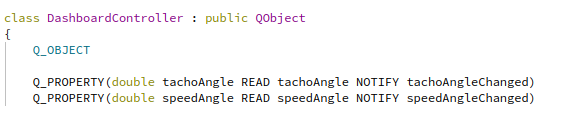 class DashboardController : public QObject
{
Q_OBJECT
Q_PROPERTY(double tachoAngle READ tachoAngle NOTIFY tachoAngleChanged)
Q_PROPERTY(double speedAngle READ speedAngle NOTIFY speedAngleChanged)